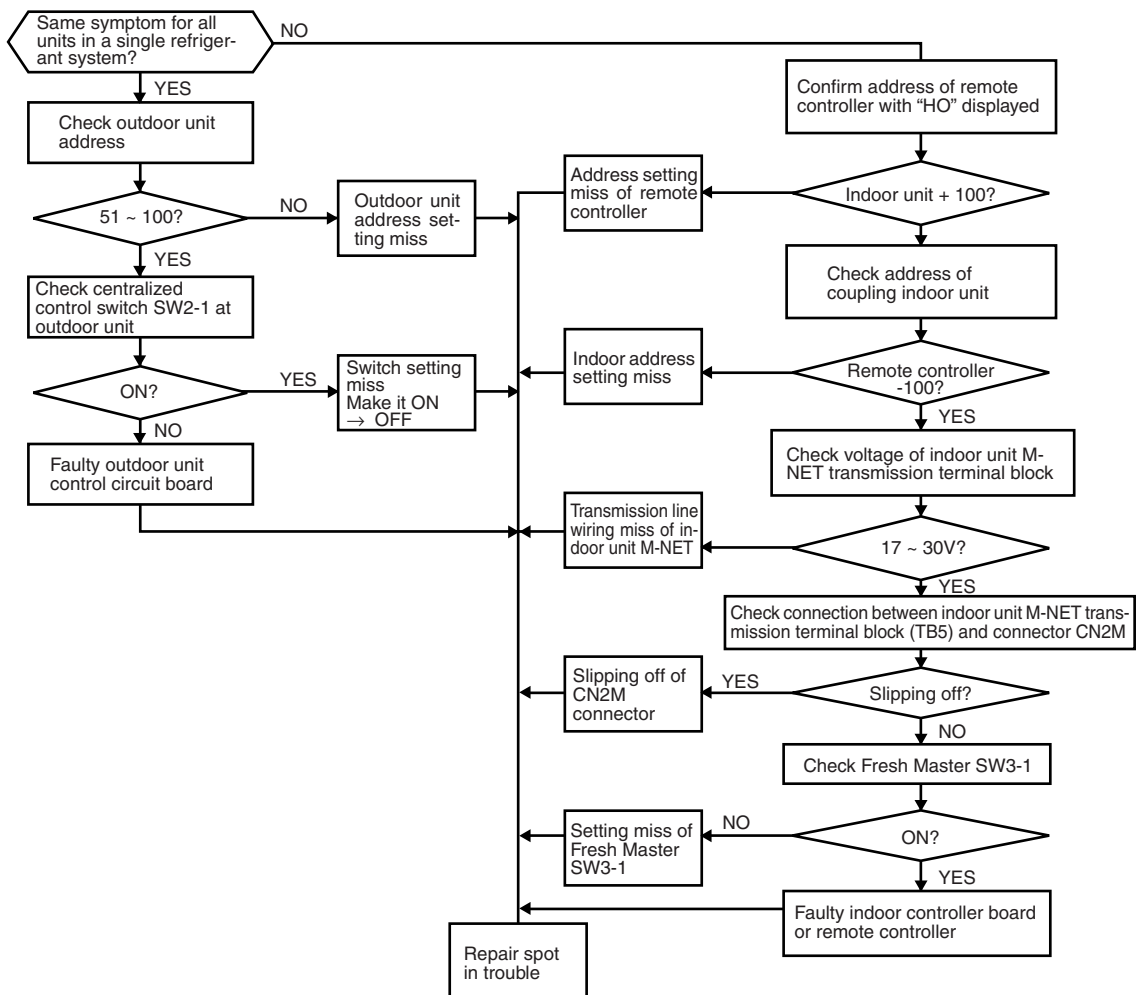 Same symptom for all
units in a single refriger-
ant system?
NO
YES
Check outdoor unit
address
51 ~ 100?
NO
Outdoor unit
address set-
ting miss
YES
Check centralized
control switch SW2-1 at
outdoor unit
ON?
YES
Switch setting
miss
Make it ON
→ OFF
NO
Faulty outdoor unit
control circuit board
Confirm address of remote
controller with “HO” displayed
Indoor unit + 100?
Address setting
miss of remote
controller
Check address of
coupling indoor unit
Remote controller
-100?
Indoor address
setting miss
YES
Check voltage of indoor unit M-
NET transmission terminal block
17 ~ 30V?
Transmission line
wiring miss of in-
door unit M-NET
YES
Check connection between indoor unit M-NET trans-
mission terminal block (TB5) and connector CN2M
Slipping off?
YES
Slipping off of
CN2M
connector
NO
Check Fresh Master SW3-1
ON?
NO
Setting miss of
Fresh Master
SW3-1
YES
Faulty indoor controller board
or remote controller
Repair spot
in trouble